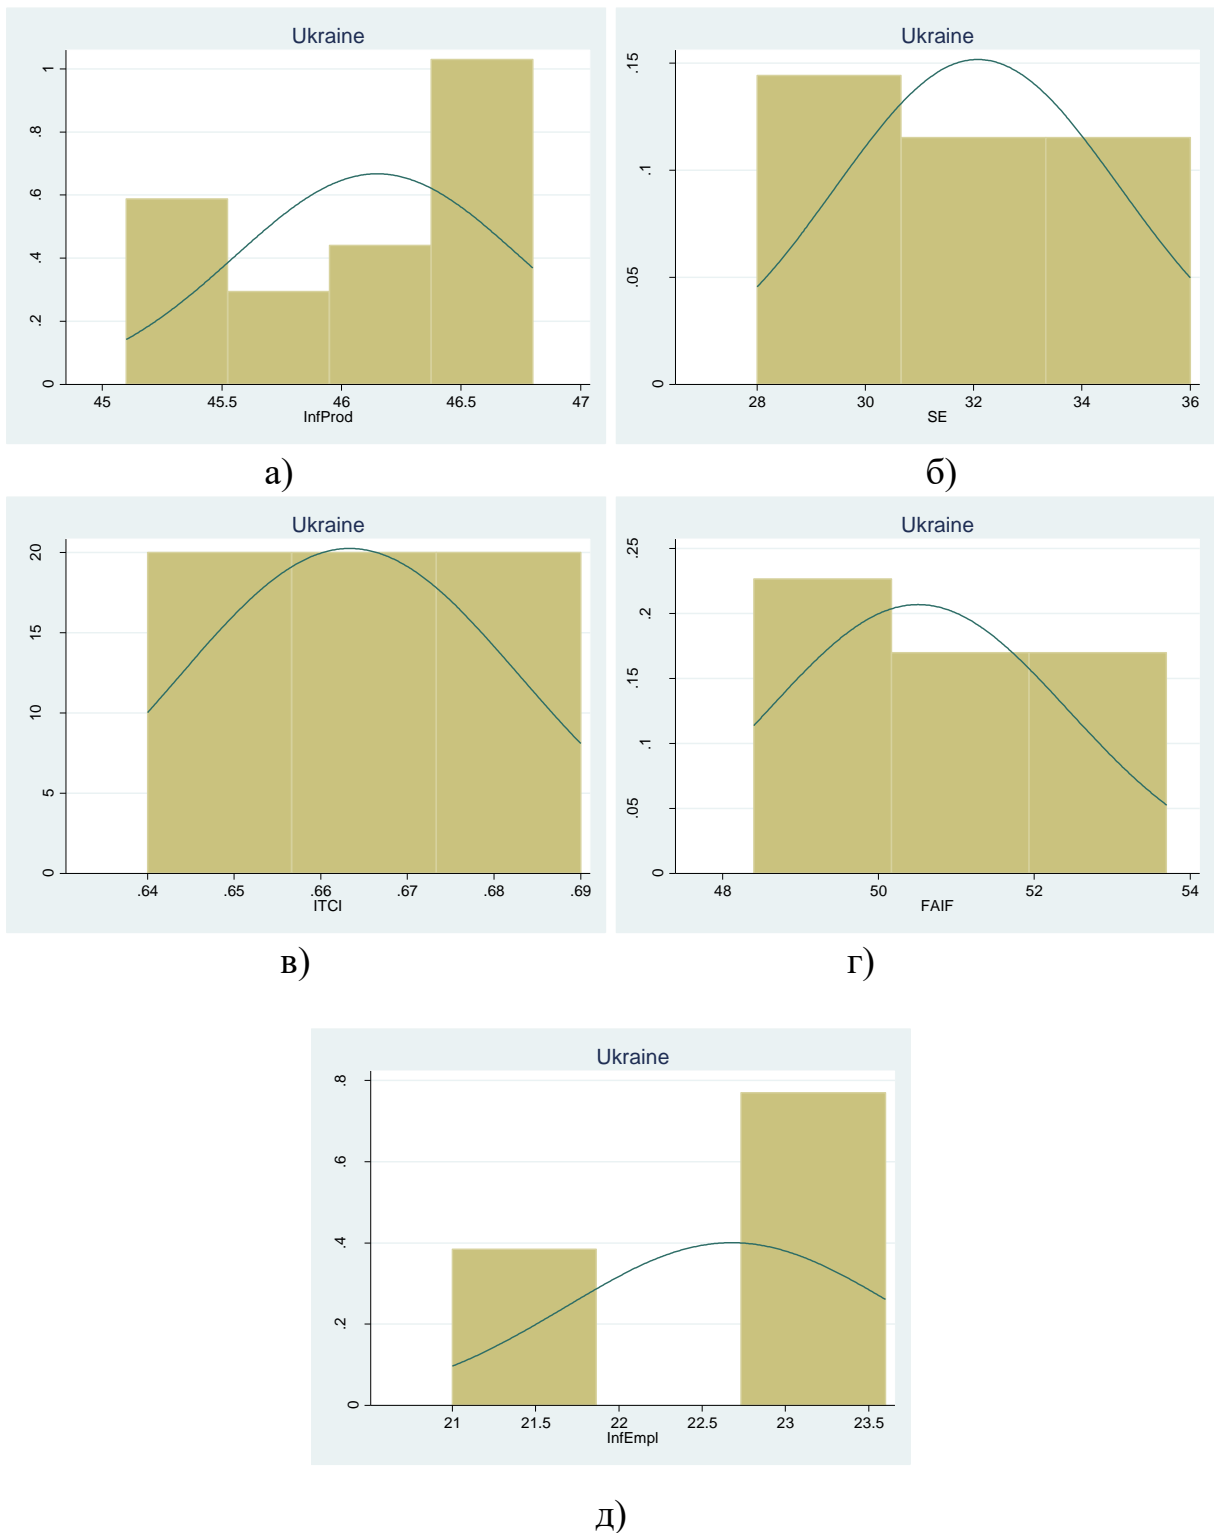 Ukraine
0 .2 .4 .6 .8 1
45 45.5 46 46.5 47
InfProd
а)
Ukraine
0 .05 .1 .15
28 30 32 34 36
SE
б)
Ukraine
0 5 10 15 20
.64 .65 .66 .67 .68 .69
ITCI
в)
Ukraine
0 .05 .1 .15 .2 .25
48 50 52 54
FAIF
г)
Ukraine
0 .2 .4 .6 .8
21 21.5 22 22.5 23 23.5
InfEmpl
д)